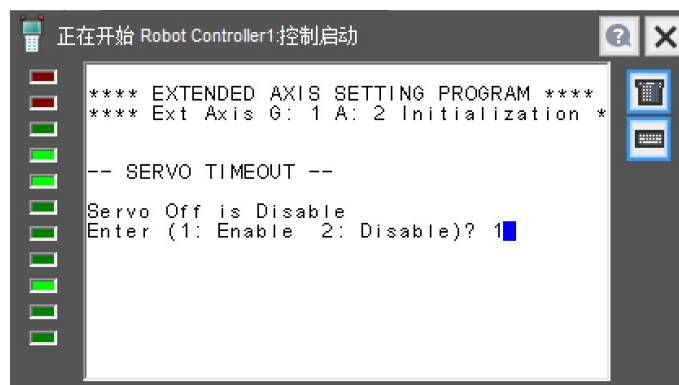 正在开始 Robot Controller1:控制启动
**** EXTENDED AXIS SETTING PROGRAM ****
**** Ext Axis G: 1 A: 2 Initialization *
-- SERVO TIMEOUT --
Servo Off is Disable
Enter (1: Enable  2: Disable)? 1